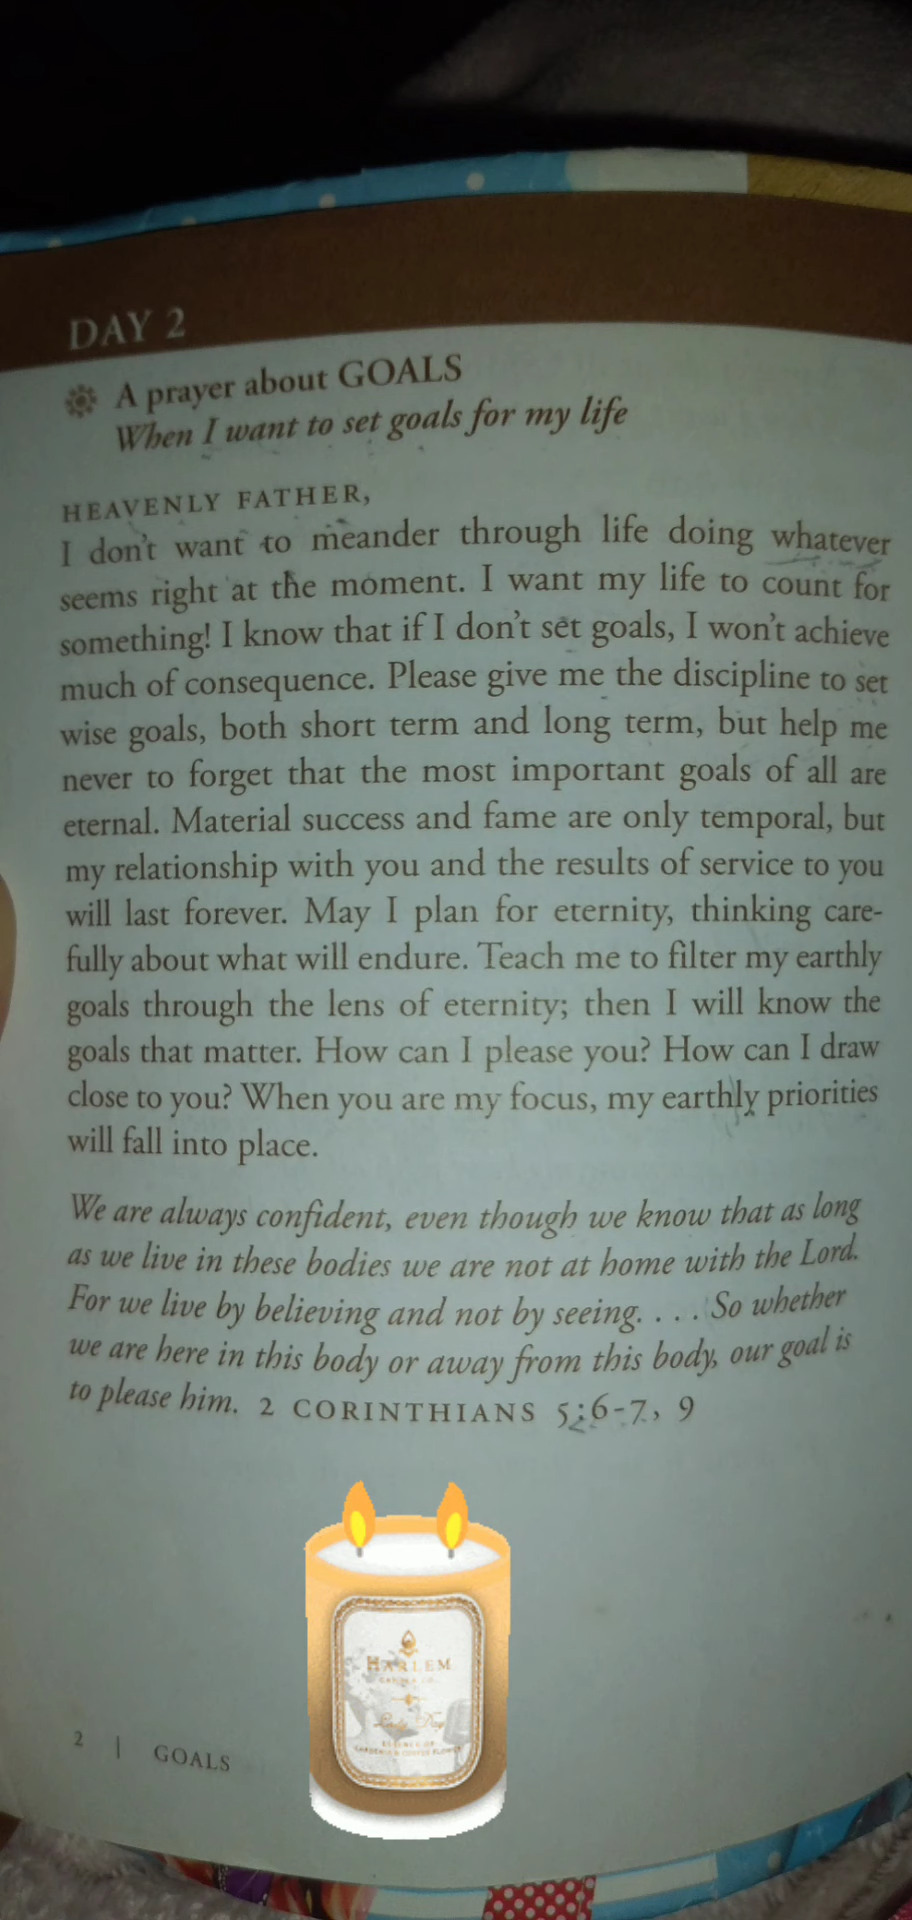 DAY 2
A prayer about GOALS
When I want to set goals for my life
HEAVENLY FATHER,
I don't want to meander through life doing whatever
seems right at the moment. I want my life to count for
something! I know that if I don't set goals, I won't achieve
much of consequence. Please give me the discipline to set
wise goals, both short term and long term, but help me
never to forget that the most important goals of all are
eternal. Material success and fame are only temporal, but
my relationship with you and the results of service to you
will last forever. May I plan for eternity, thinking care-
fully about what will endure. Teach me to filter my earthly
goals through the lens of eternity; then I will know the
goals that matter. How can I please you? How can I draw
close to you? When you are my focus, my earthly priorities
will fall into place.
We are always confident, even though we know that as long
as we live in these bodies we are not at home with the Lord.
For we live by believing and not by seeing. . . . So whether
we are here in this body or away from this body, our goal is
to please him. 2 CORINTHIANS 5:6-7, 9
HARLEM
CANDLE CO.
Lady Day
ESSENCE OF
GARDENIA & COFFEE FLOWER
2 | GOALS